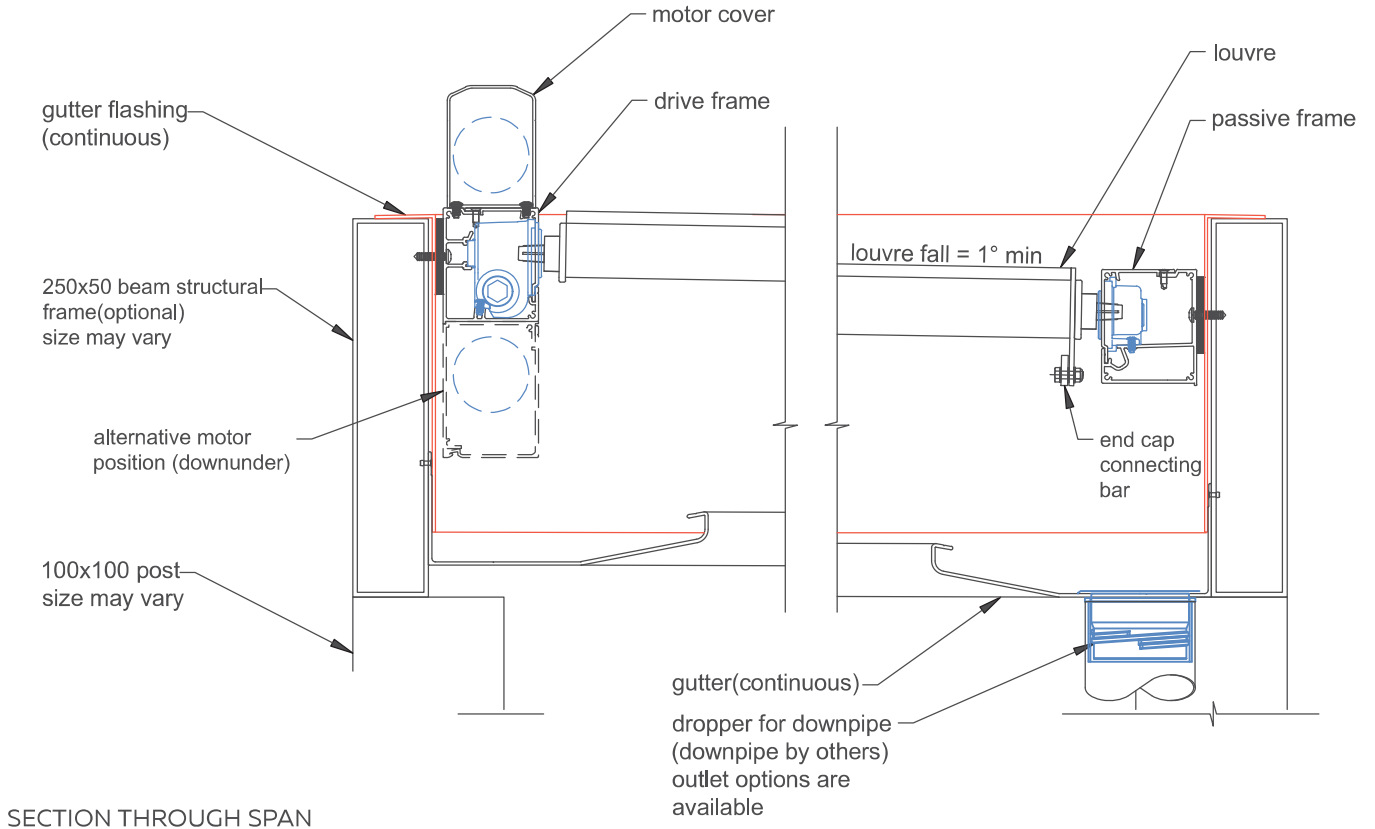 motor cover
louvre
gutter flashing
(continuous)
drive frame
passive frame
louvre fall = 1° min
250x50 beam structural
frame(optional)
size may vary
alternative motor
position (downunder)
end cap
connecting
bar
100x100 post
size may vary
gutter(continuous)
dropper for downpipe
(downpipe by others)
outlet options are
available
SECTION THROUGH SPAN